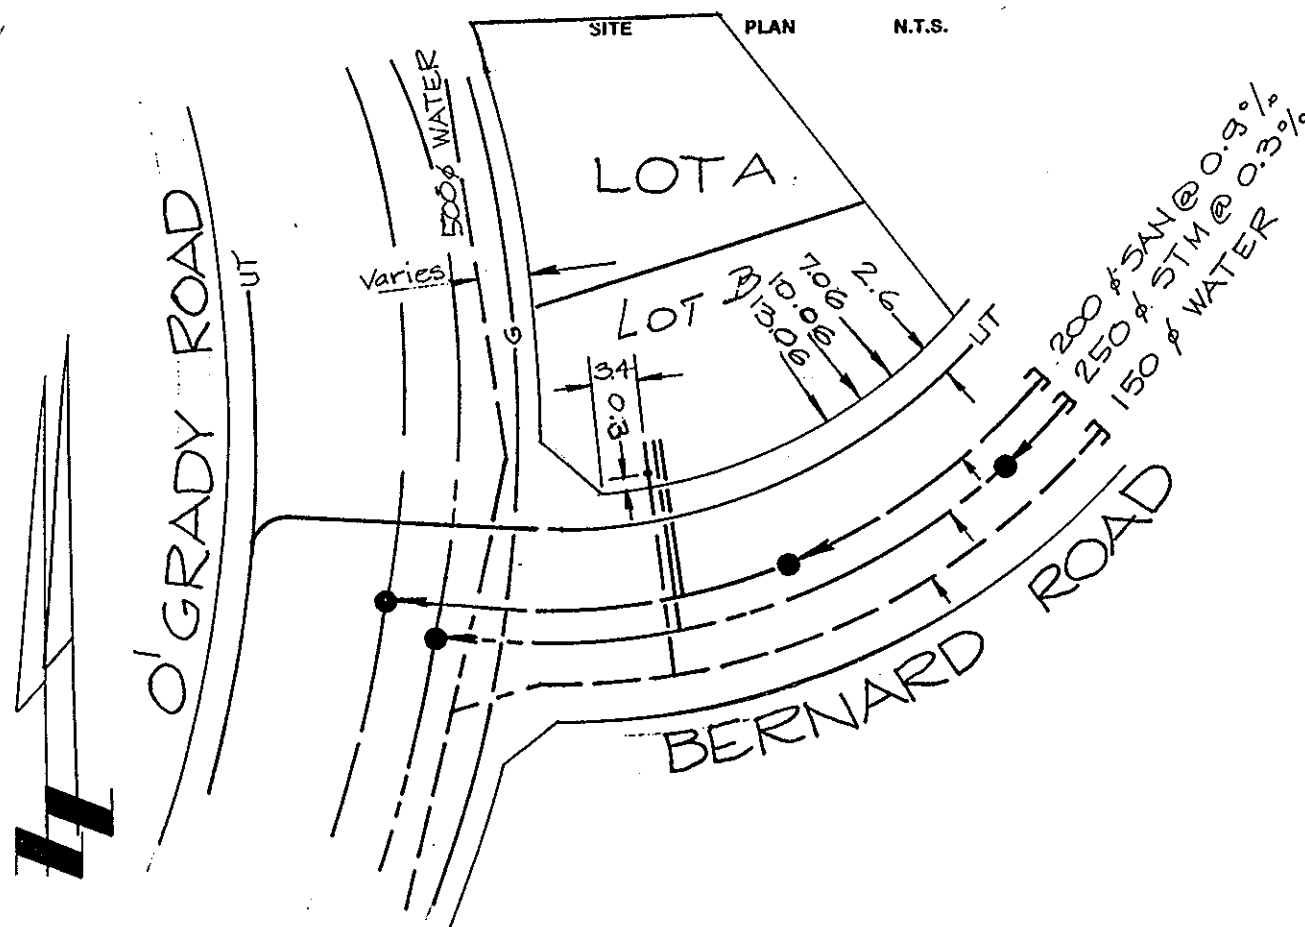 SITE PLAN N.T.S.
500ϕ WATER
LOT A
O'GRADY ROAD
UT
Varies
G
LOT B
2.6
7.06
10.06
13.06
3.4
3.0
UT
200 ϕ SAN @ 0.9%
250 ϕ STM @ 0.3%
150 ϕ WATER
BERNARD ROAD